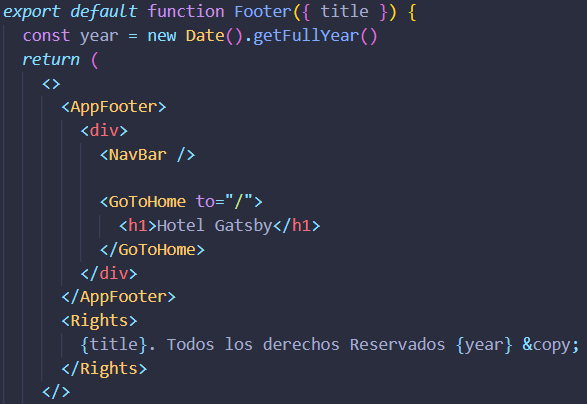 export default function Footer({ title }) {
const year = new Date().getFullYear()
return (
<>
<AppFooter>
<div>
<NavBar />
<GoToHome to="/">
<h1>Hotel Gatsby</h1>
</GoToHome>
</div>
</AppFooter>
<Rights>
{title}. Todos los derechos Reservados {year} &copy;
</Rights>
</>